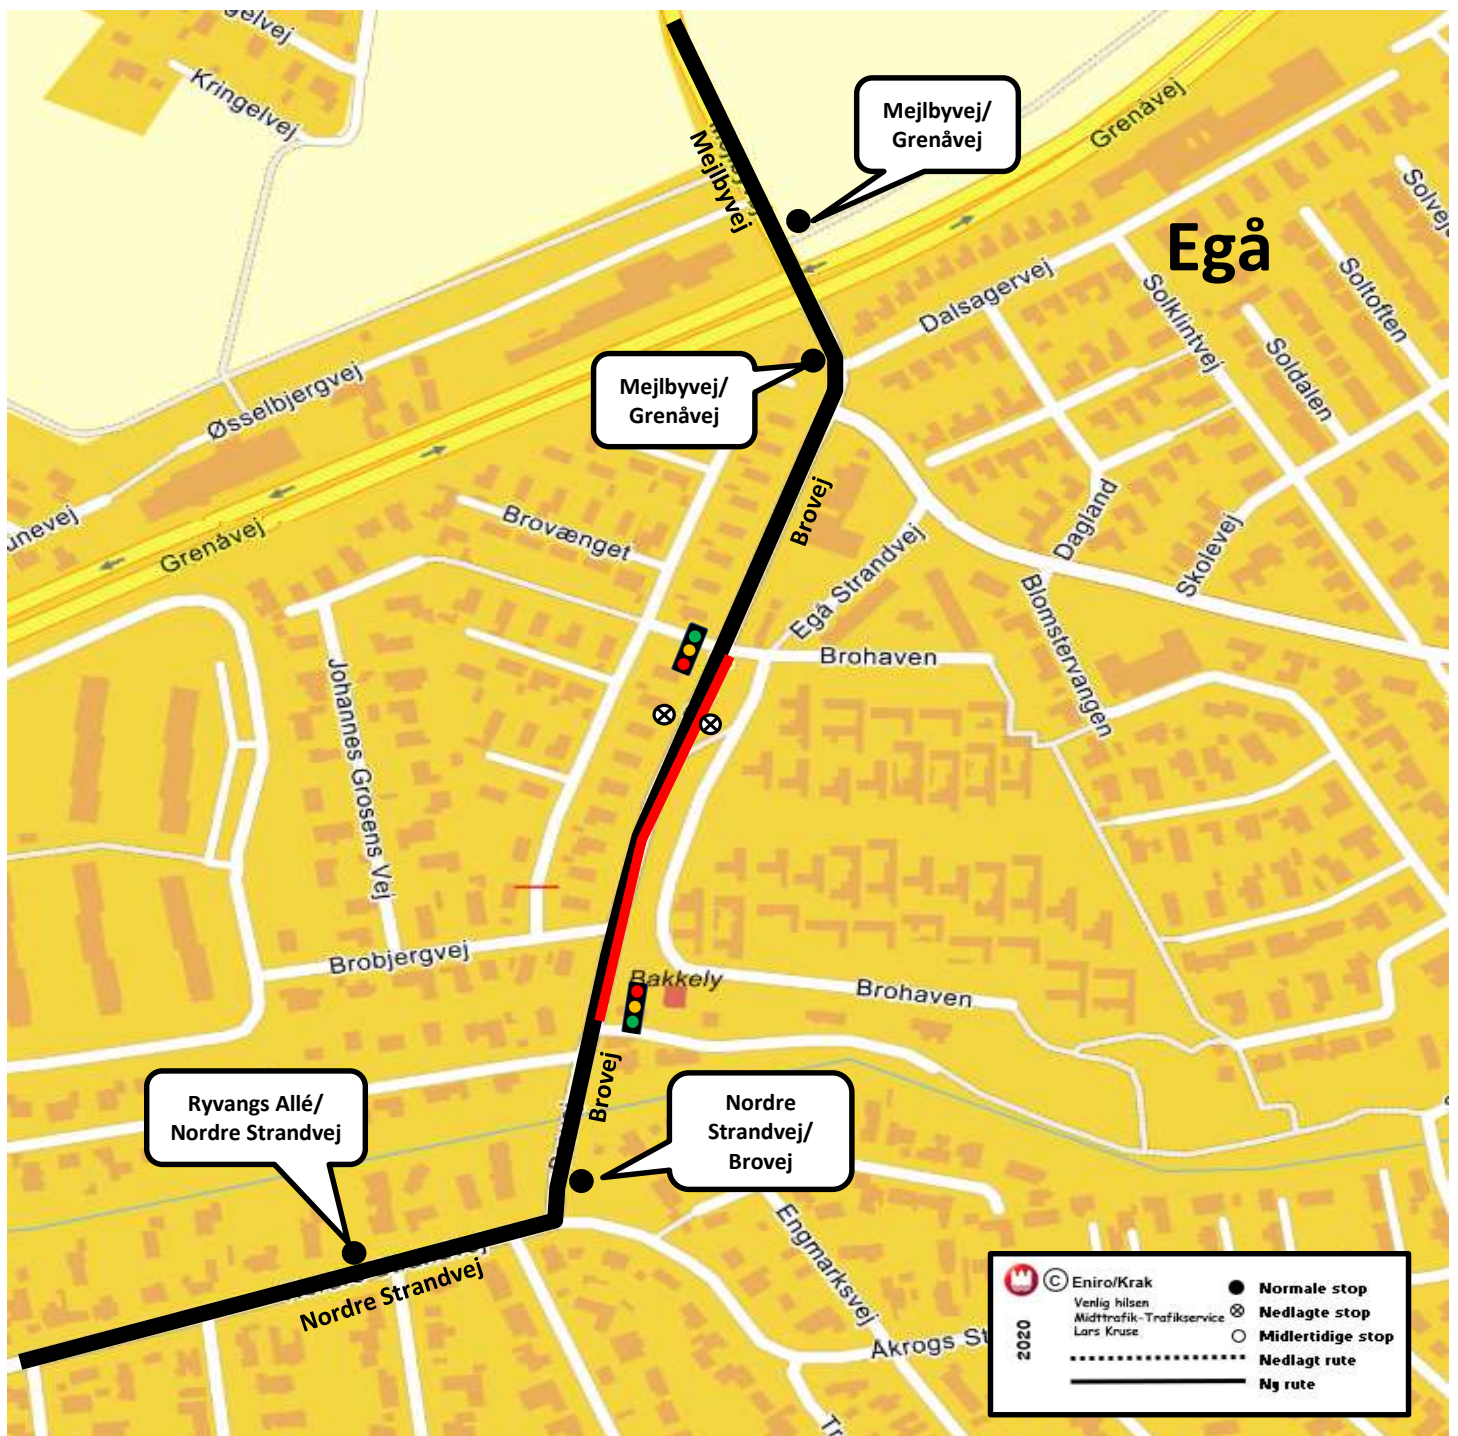 Kringelvej
Mejlbyvej
Mejlbyvej/
Grenåvej
Grenåvej
Egå
Solklintvej
Soltoften
Soldalen
Dalsagervej
Mejlbyvej/
Grenåvej
Øsselbjergvej
Grenåvej
Brovænget
Brovej
Egå Strandvej
Dagland
Skolevej
Blomstervangen
Brohaven
Johannes Grosens Vej
Brobjergvej
Bakkely
Brohaven
Brovej
Ryvangs Allé/
Nordre Strandvej
Nordre
Strandvej/
Brovej
Engmarksvej
Nordre Strandvej
Åkrogs
© Eniro/Krak
Venlig hilsen
Midttrafik-Trafikservice
Lars Kruse
2020
Normale stop
Nedlagte stop
Midlertidige stop
Nedlagt rute
Ny rute